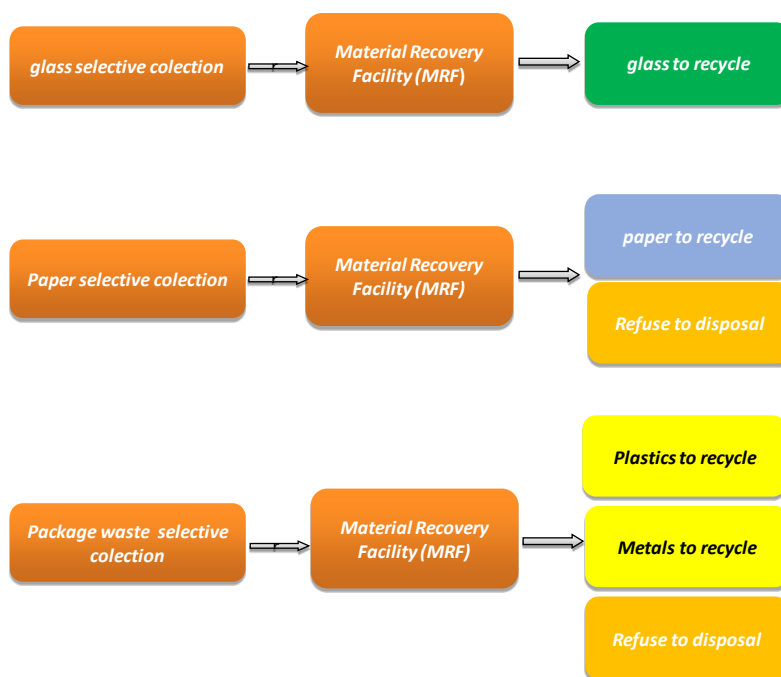 glass selective colection
Material Recovery
Facility (MRF)
glass to recycle
Paper selective colection
Material Recovery
Facility (MRF)
paper to recycle
Refuse to disposal
Package waste selective
colection
Material Recovery
Facility (MRF)
Plastics to recycle
Metals to recycle
Refuse to disposal